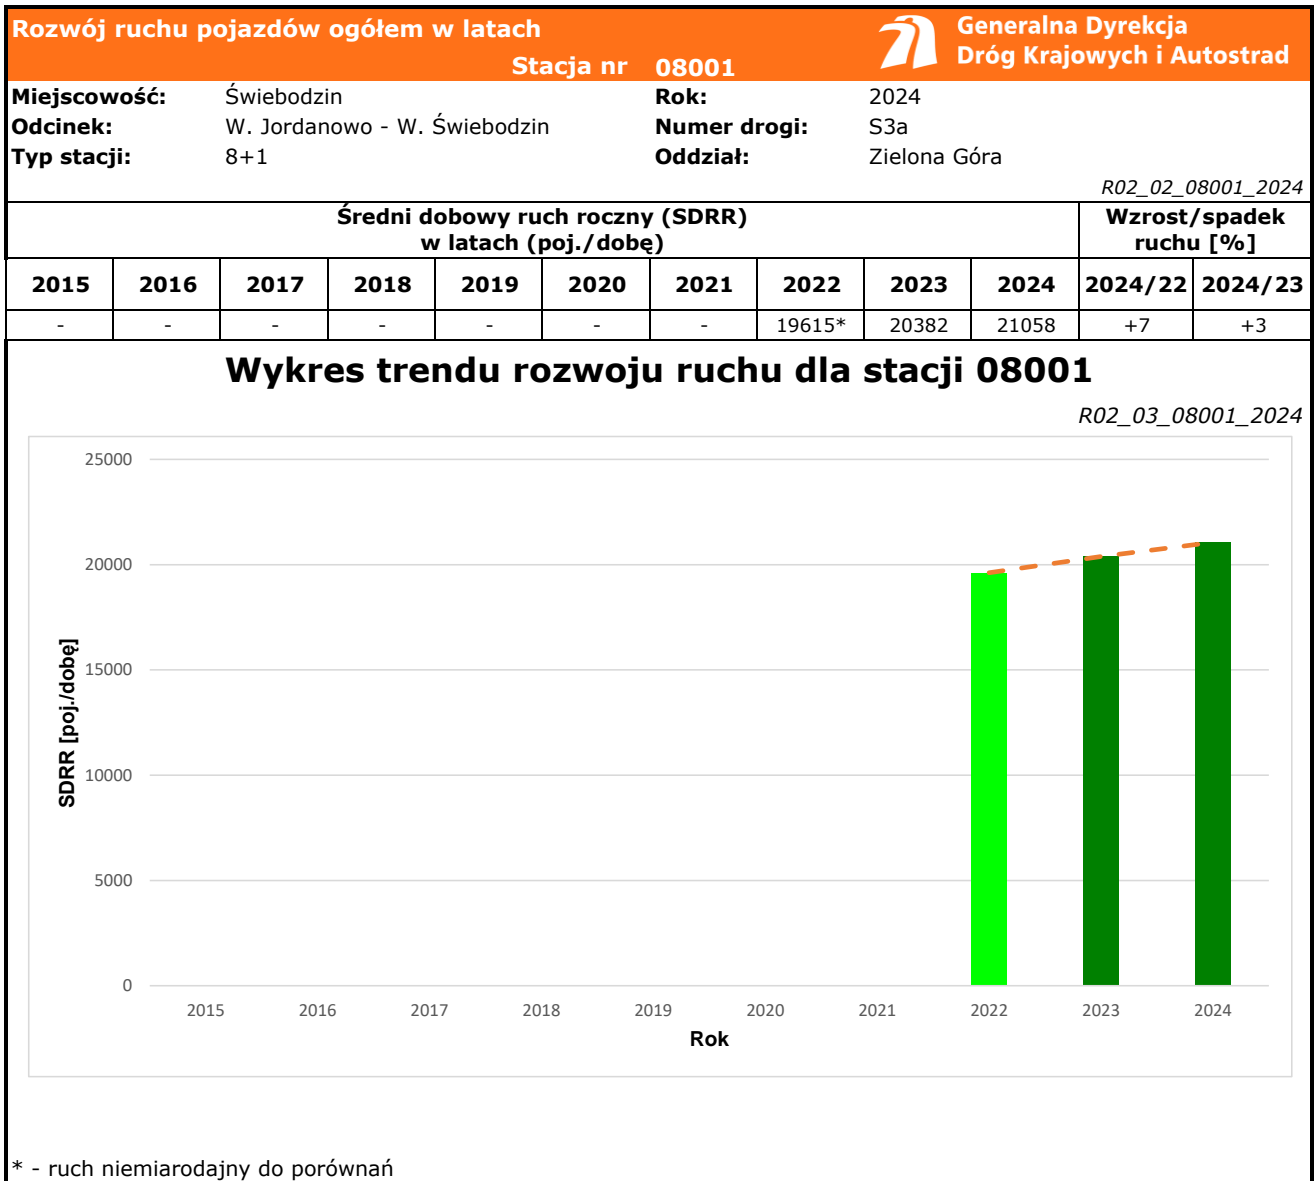 Rozwój ruchu pojazdów ogółem w latach
Generalna Dyrekcja
Dróg Krajowych i Autostrad
Stacja nr 08001
Miejscowość: Świebodzin Rok: 2024
Odcinek: W. Jordanowo - W. Świebodzin Numer drogi: S3a
Typ stacji: 8+1 Oddział: Zielona Góra
R02_02_08001_2024
Średni dobowy ruch roczny (SDRR)
w latach (poj./dobę)
Wzrost/spadek
ruchu [%]
2015 2016 2017 2018 2019 2020 2021 2022 2023 2024 2024/22 2024/23
- - - - - - - 19615* 20382 21058 +7 +3
Wykres trendu rozwoju ruchu dla stacji 08001
R02_03_08001_2024
25000
20000
15000
10000
5000
0
SDRR [poj./dobę]
2015 2016 2017 2018 2019 2020 2021 2022 2023 2024
Rok
* - ruch niemiarodajny do porównań